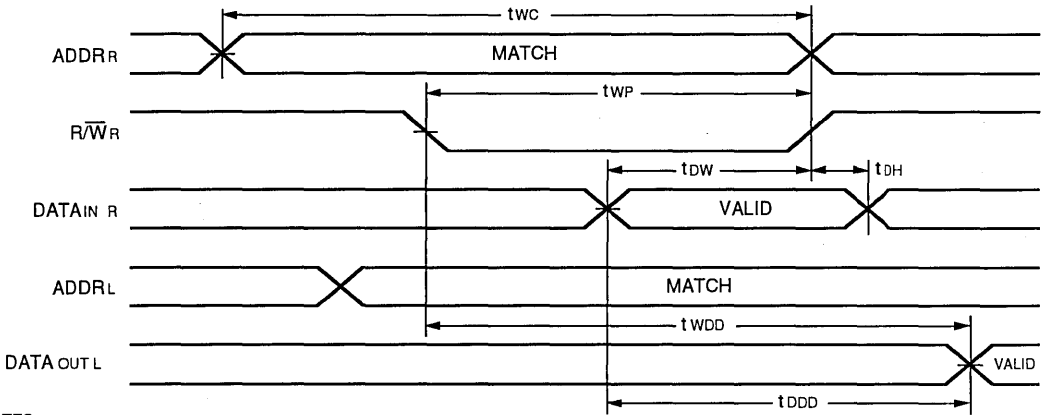 tWC
ADDRR MATCH
tWP
R/W̅R
tDW tDH
DATAIN R VALID
ADDRL MATCH
tWDD
DATA OUT L VALID
tDDD